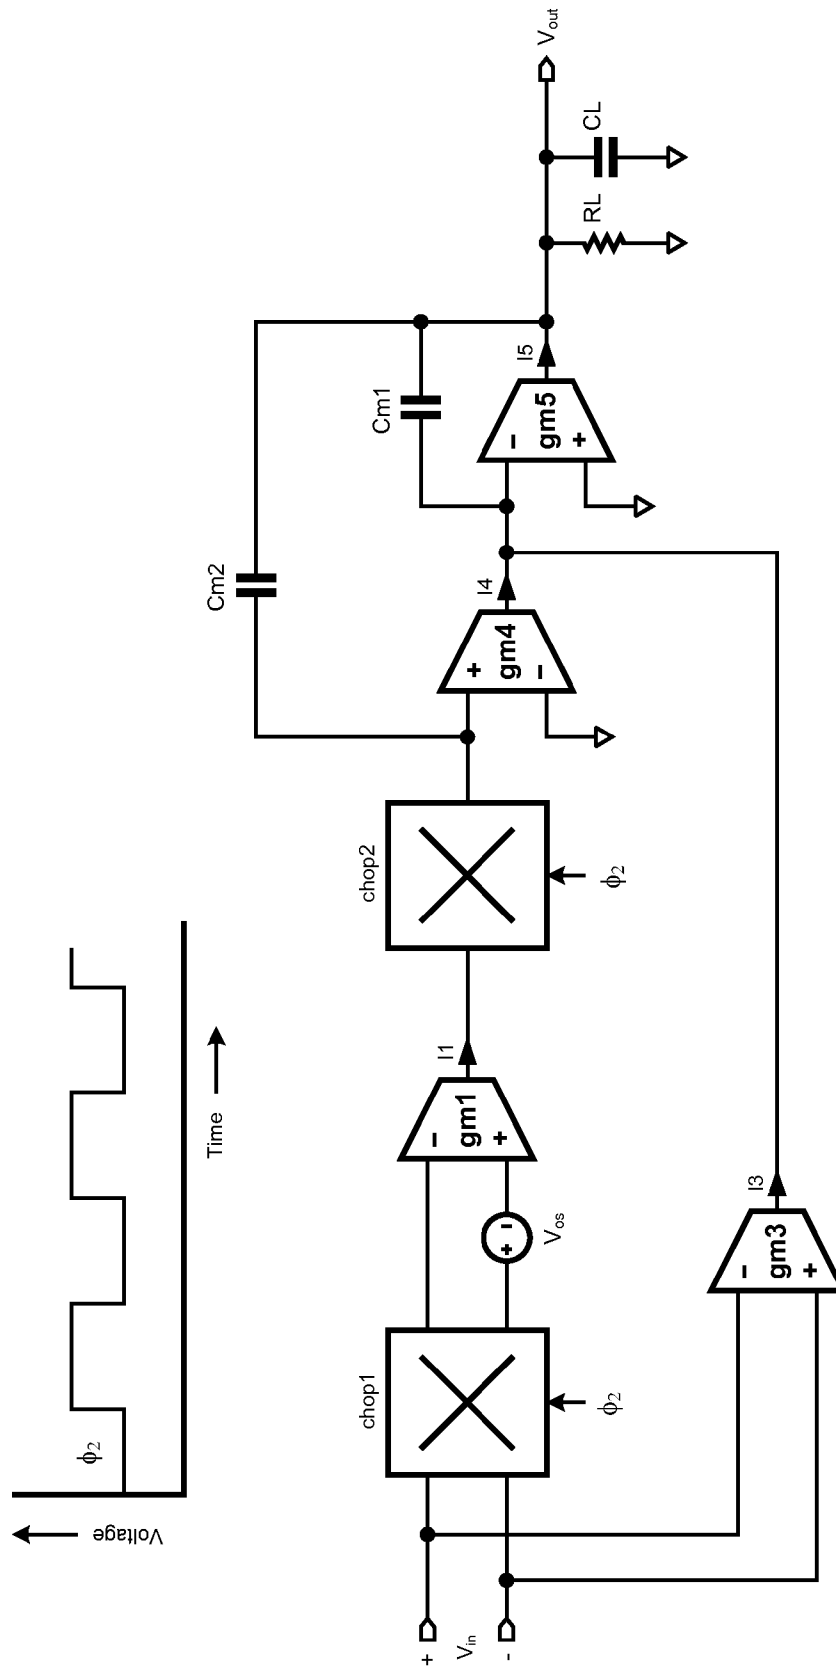 Voltage
ϕ2
Time
+
Vin
-
chop1
ϕ2
+ -
Vos
-
gm1
+
I1
chop2
ϕ2
-
gm3
+
I3
Cm2
+
gm4
-
I4
Cm1
-
gm5
+
I5
RL
CL
Vout